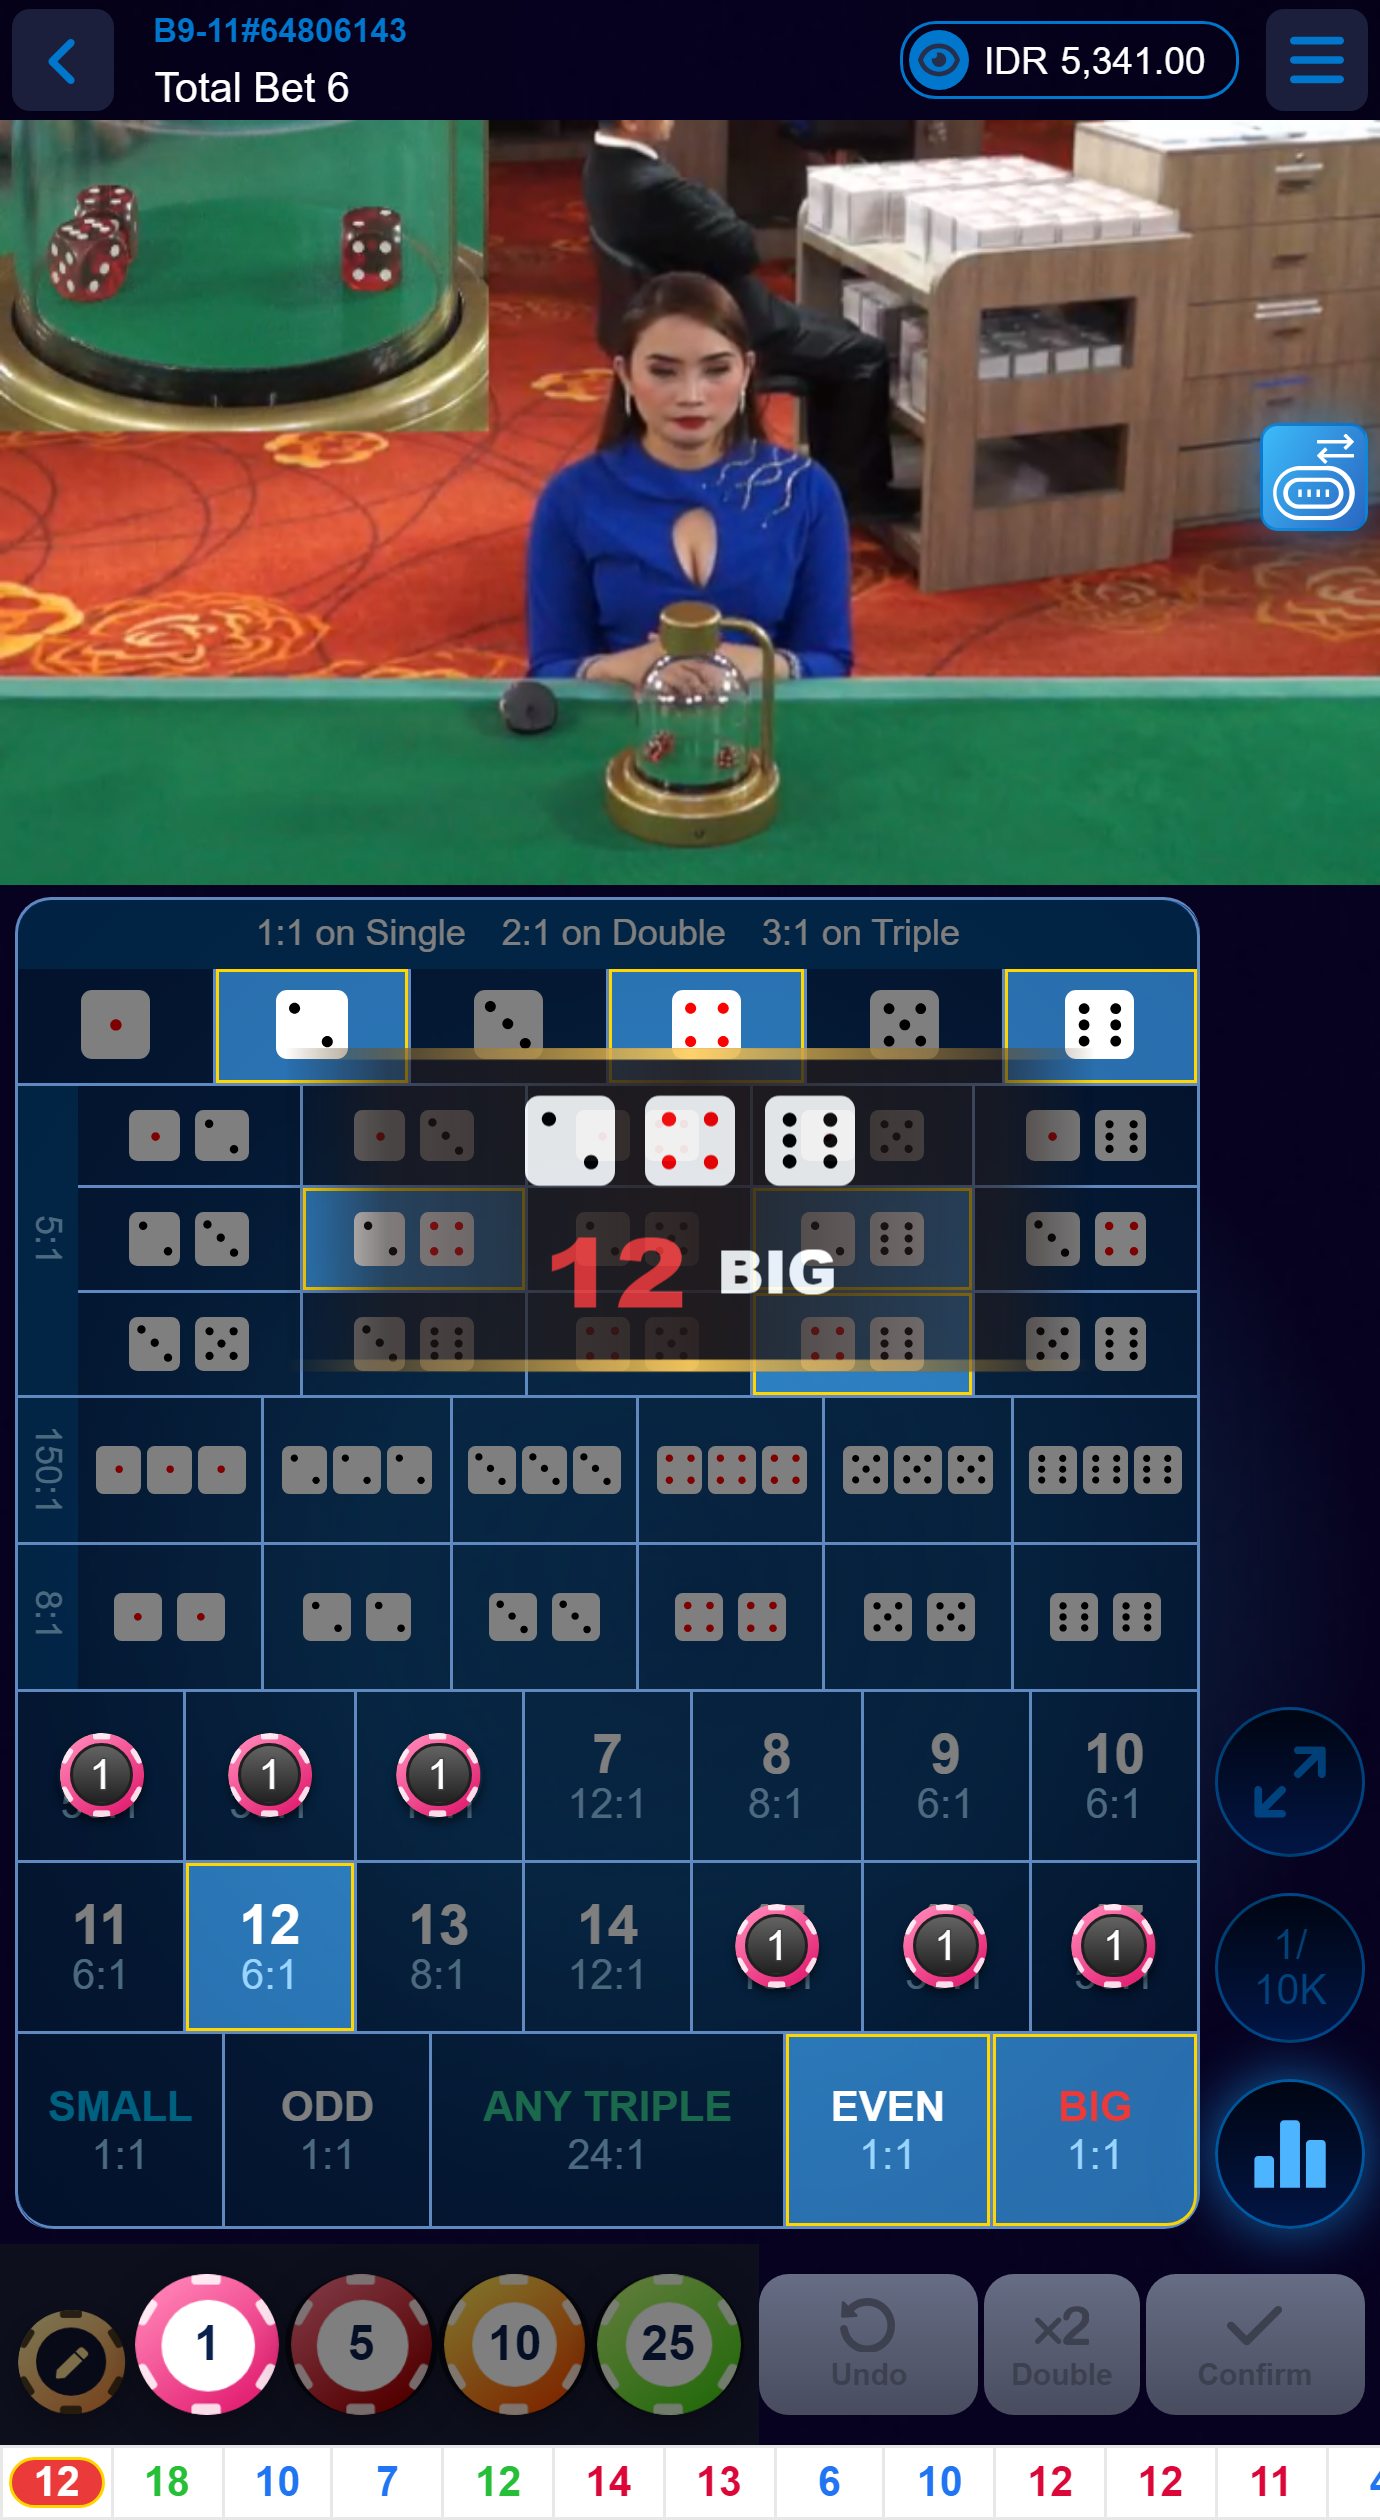 B9-11#64806143
Total Bet 6
IDR 5,341.00
1:1 on Single 2:1 on Double 3:1 on Triple
12 BIG
5:1
150:1
8:1
1 1 1 7 8 9 10
12:1 8:1 6:1 6:1
11 12 13 14 1 1 1
6:1 6:1 8:1 12:1
1/
10K
SMALL ODD ANY TRIPLE EVEN BIG
1:1 1:1 24:1 1:1 1:1
1 5 10 25
x2
Undo Double Confirm
12 18 10 7 12 14 13 6 10 12 12 11